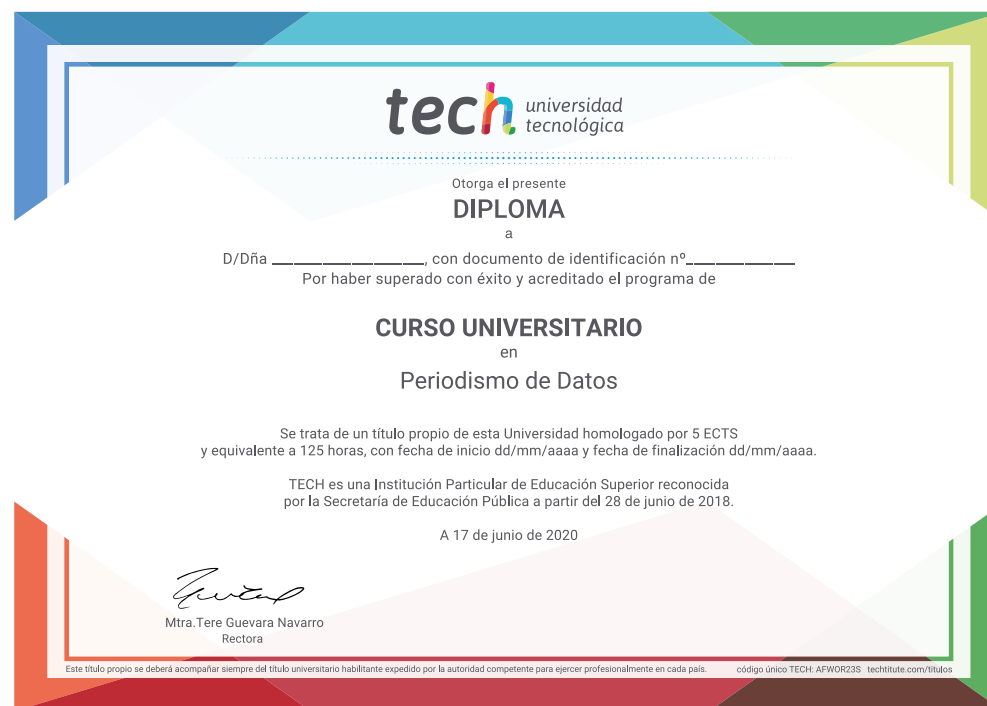 tech universidad
tecnológica
Otorga el presente
DIPLOMA
a
D/Dña ____________________, con documento de identificación nº______________
Por haber superado con éxito y acreditado el programa de
CURSO UNIVERSITARIO
en
Periodismo de Datos
Se trata de un título propio de esta Universidad homologado por 5 ECTS
y equivalente a 125 horas, con fecha de inicio dd/mm/aaaa y fecha de finalización dd/mm/aaaa.
TECH es una Institución Particular de Educación Superior reconocida
por la Secretaría de Educación Pública a partir del 28 de junio de 2018.
A 17 de junio de 2020
Mtra.Tere Guevara Navarro
Rectora
Este título propio se deberá acompañar siempre del título universitario habilitante expedido por la autoridad competente para ejercer profesionalmente en cada país. código único TECH: AFWOR23S techtitute.com/titulos